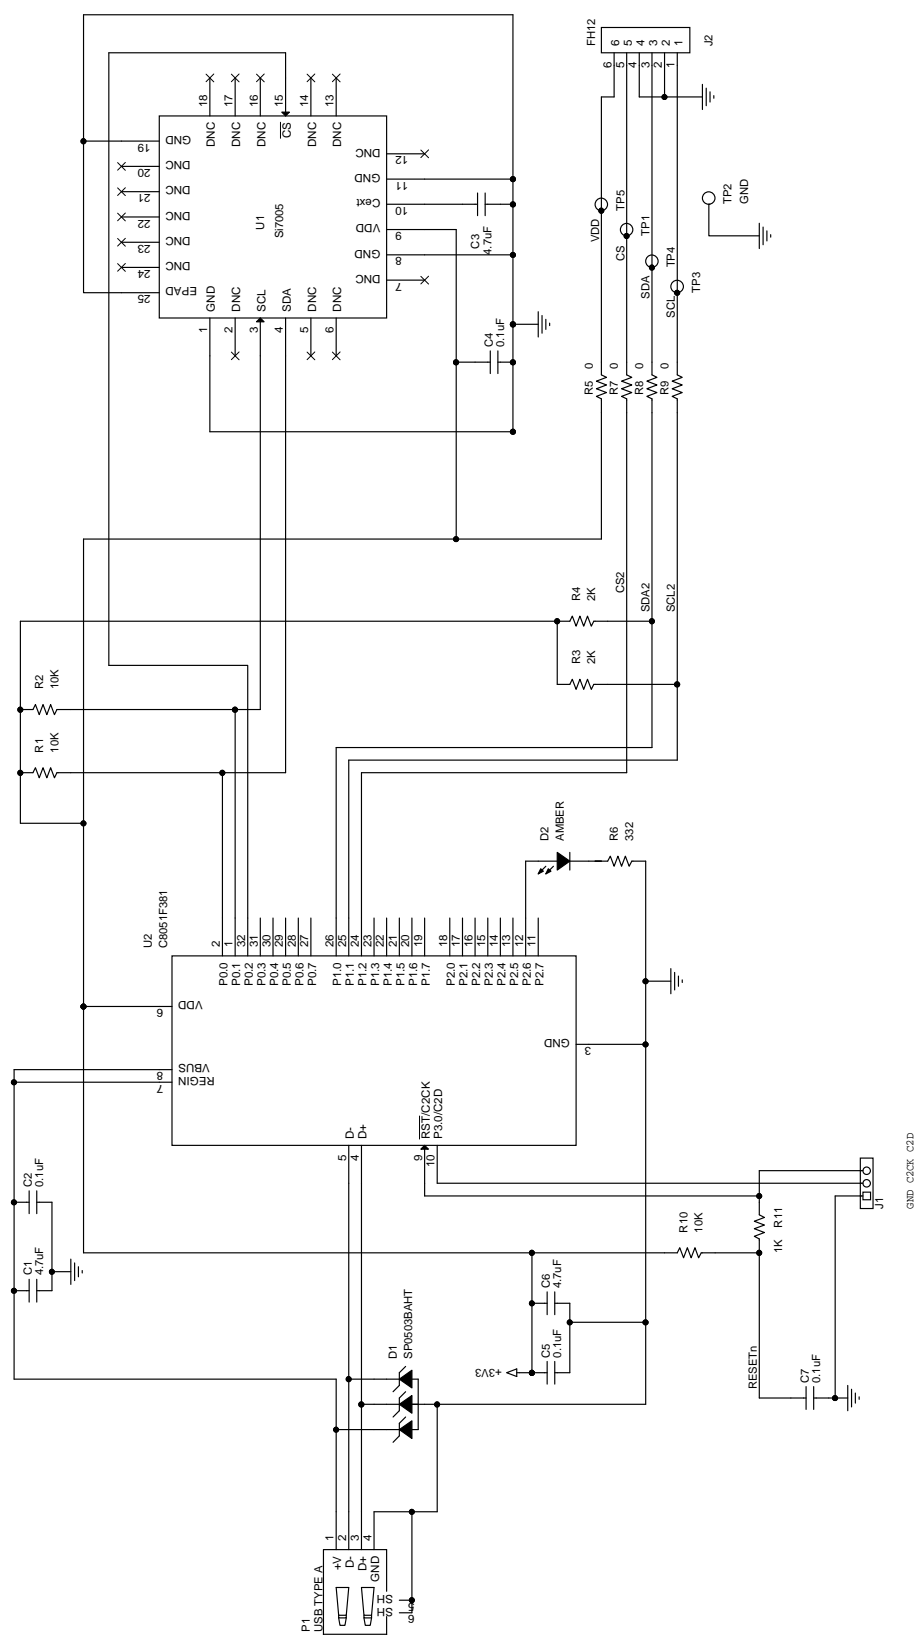 FH12
6
5
4
3
2
1
6
5
4
3
2
1
J2
18
17
16
15
14
13
DNC
DNC
DNC
CS
DNC
DNC
19
20
21
22
23
24
25
GND
DNC
DNC
DNC
DNC
DNC
EPAD
U1
Si7005
DNC
GND
Cext
VDD
GND
DNC
12
11
10
9
8
7
GND
DNC
SCL
SDA
DNC
DNC
1
2
3
4
5
6
C3
4.7uF
C4
0.1uF
VDD
TP5
CS
TP1
SDA
TP4
SCL
TP3
TP2
GND
R5
0
R7
0
R8
0
R9
0
CS2
SDA2
SCL2
R4
2K
R3
2K
R2
10K
R1
10K
D2
AMBER
R6
332
U2
C8051F381
2
1
32
31
30
29
28
27
26
25
24
23
22
21
20
19
18
17
16
15
14
13
12
11
P0.0
P0.1
P0.2
P0.3
P0.4
P0.5
P0.6
P0.7
P1.0
P1.1
P1.2
P1.3
P1.4
P1.5
P1.6
P1.7
P2.0
P2.1
P2.2
P2.3
P2.4
P2.5
P2.6
P2.7
VDD
6
VBUS
8
REGIN
7
GND
3
D-
D+
5
4
RST/C2CK
P3.0/C2D
9
10
C2
0.1uF
C1
4.7uF
R10
10K
R11
1K
J1
GND C2CK C2D
C6
4.7uF
C5
0.1uF
+3V3
D1
SP0503BAHT
RESETn
C7
0.1uF
P1
USB TYPE A
+V
D-
D+
GND
1
2
3
4
SH
SH
5
6